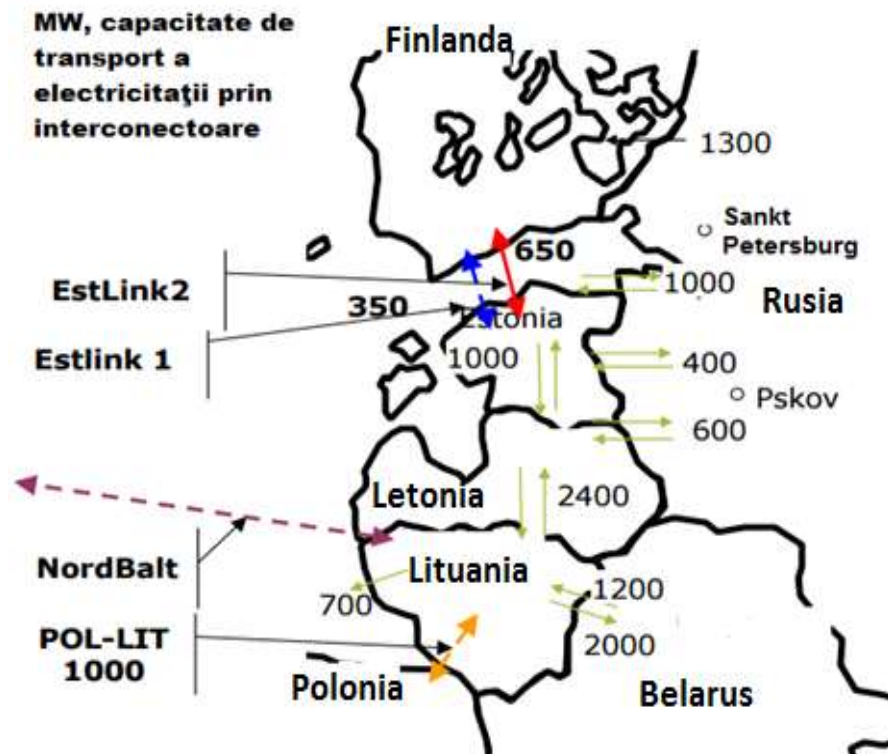 MW, capacitate de
transport a
electricitaţii prin
interconectoare
Finlanda
1300
Sankt
Petersburg
650
EstLink2
1000
Rusia
350
Estonia
Estlink 1
1000
400
Pskov
600
Letonia
2400
NordBalt
Lituania
1200
700
2000
POL-LIT
1000
Polonia
Belarus